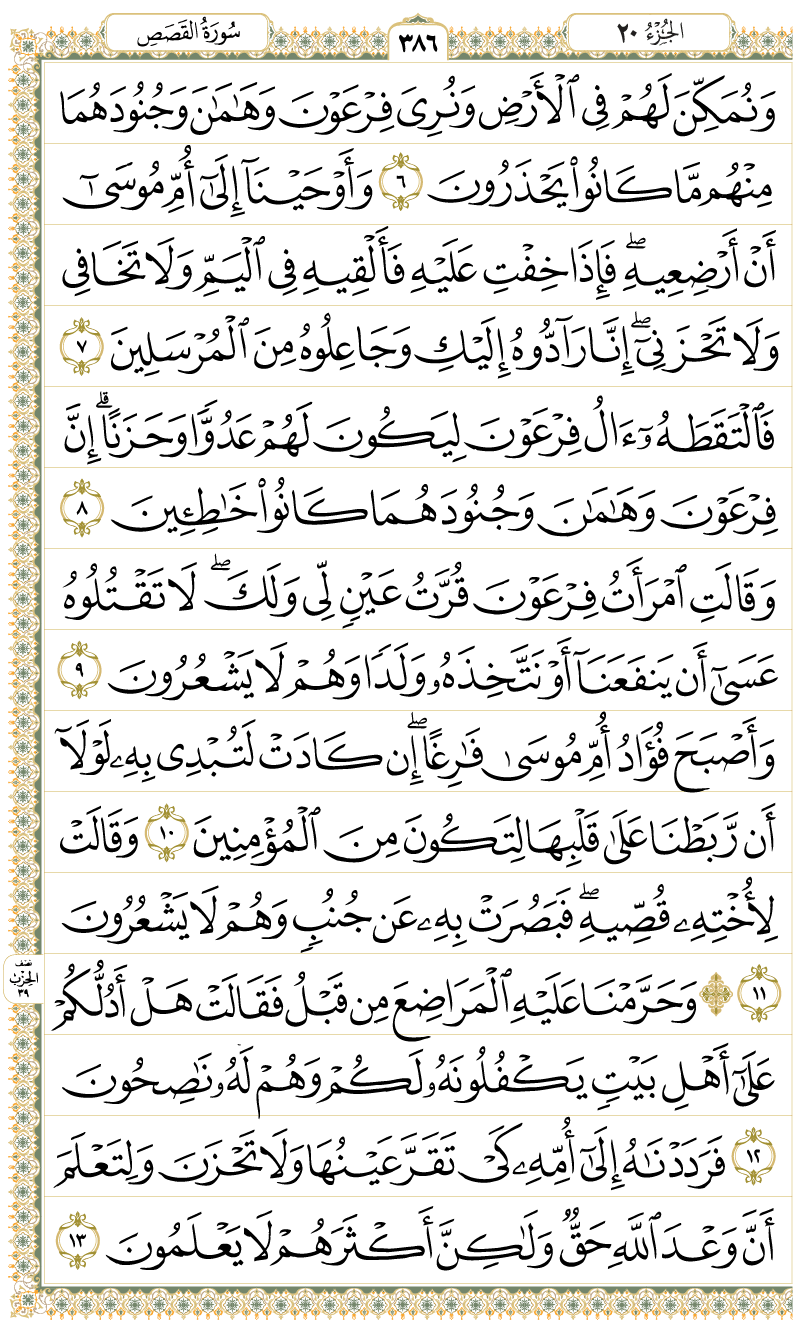 الجُزْءُ ٢٠
٣٨٦
سُورَةُ القَصَصِ
وَنُمَكِّنَ لَهُمْ فِى ٱلْأَرْضِ وَنُرِىَ فِرْعَوْنَ وَهَـٰمَـٰنَ وَجُنُودَهُمَا
مِنْهُم مَّا كَانُوا۟ يَحْذَرُونَ ٦ وَأَوْحَيْنَآ إِلَىٰٓ أُمِّ مُوسَىٰٓ
أَنْ أَرْضِعِيهِ ۖ فَإِذَا خِفْتِ عَلَيْهِ فَأَلْقِيهِ فِى ٱلْيَمِّ وَلَا تَخَافِى
وَلَا تَحْزَنِىٓ ۖ إِنَّا رَآدُّوهُ إِلَيْكِ وَجَاعِلُوهُ مِنَ ٱلْمُرْسَلِينَ ٧
فَٱلْتَقَطَهُۥٓ ءَالُ فِرْعَوْنَ لِيَكُونَ لَهُمْ عَدُوًّا وَحَزَنًا ۗ إِنَّ
فِرْعَوْنَ وَهَـٰمَـٰنَ وَجُنُودَهُمَا كَانُوا۟ خَـٰطِـِٔينَ ٨
وَقَالَتِ ٱمْرَأَتُ فِرْعَوْنَ قُرَّتُ عَيْنٍ لِّى وَلَكَ ۖ لَا تَقْتُلُوهُ
عَسَىٰٓ أَن يَنفَعَنَآ أَوْ نَتَّخِذَهُۥ وَلَدًا وَهُمْ لَا يَشْعُرُونَ ٩
وَأَصْبَحَ فُؤَادُ أُمِّ مُوسَىٰ فَـٰرِغًا ۖ إِن كَادَتْ لَتُبْدِى بِهِۦ لَوْلَآ
أَن رَّبَطْنَا عَلَىٰ قَلْبِهَا لِتَكُونَ مِنَ ٱلْمُؤْمِنِينَ ١٠ وَقَالَتْ
لِأُخْتِهِۦ قُصِّيهِ ۖ فَبَصُرَتْ بِهِۦ عَن جُنُبٍ وَهُمْ لَا يَشْعُرُونَ
١١ ۞ وَحَرَّمْنَا عَلَيْهِ ٱلْمَرَاضِعَ مِن قَبْلُ فَقَالَتْ هَلْ أَدُلُّكُمْ
نصف
الحِزْب
٣٩
عَلَىٰٓ أَهْلِ بَيْتٍ يَكْفُلُونَهُۥ لَكُمْ وَهُمْ لَهُۥ نَـٰصِحُونَ
١٢ فَرَدَدْنَـٰهُ إِلَىٰٓ أُمِّهِۦ كَىْ تَقَرَّ عَيْنُهَا وَلَا تَحْزَنَ وَلِتَعْلَمَ
أَنَّ وَعْدَ ٱللَّهِ حَقٌّ وَلَـٰكِنَّ أَكْثَرَهُمْ لَا يَعْلَمُونَ ١٣